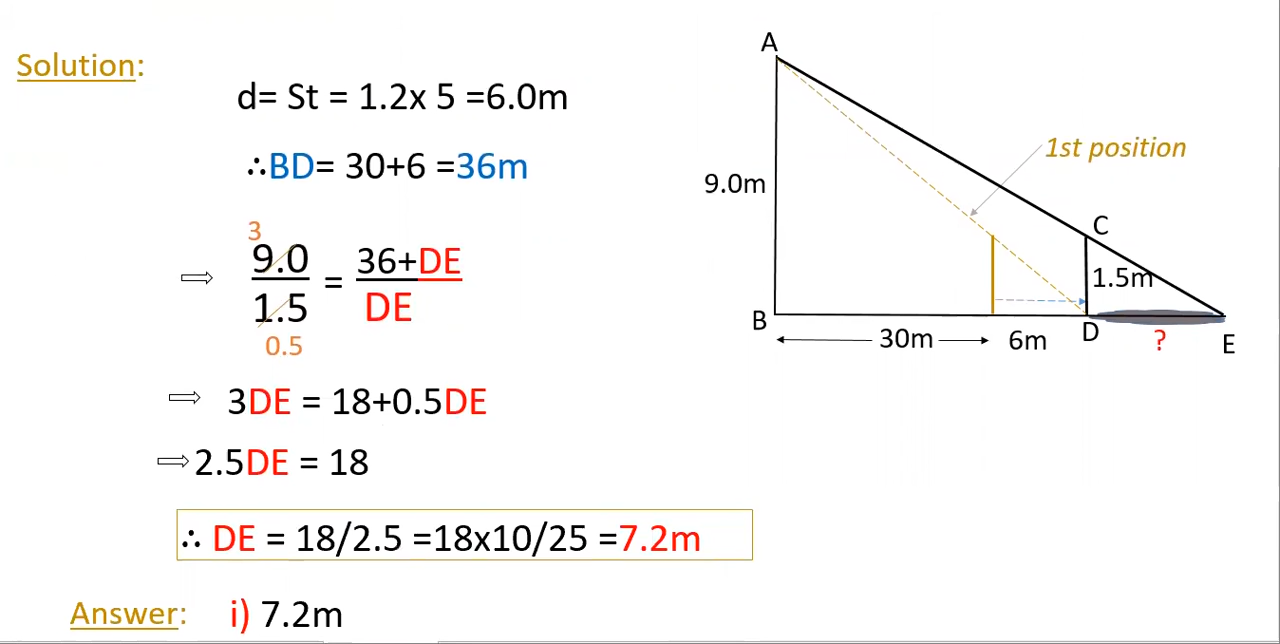 Solution:
d= St = 1.2x 5 =6.0m
∴BD= 30+6 =36m
3
⇨ 9.0/1.5 = 36+DE/DE
0.5
⇨ 3DE = 18+0.5DE
⇨2.5DE = 18
∴ DE = 18/2.5 =18x10/25 =7.2m
Answer: i) 7.2m
A
1st position
9.0m
C
1.5m
B
D
E
30m
6m
?